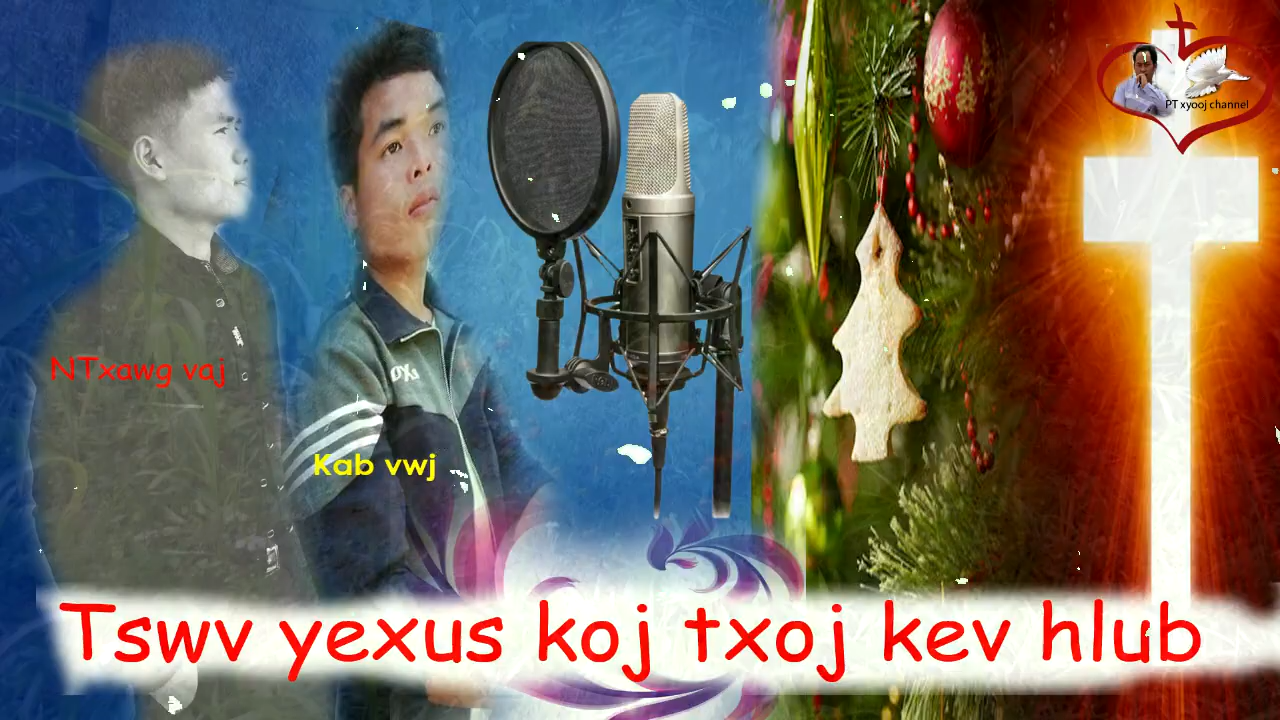 PT xyooj channel
NTxawg vaj
Kab vwj
Tswv yexus koj txoj kev hlub